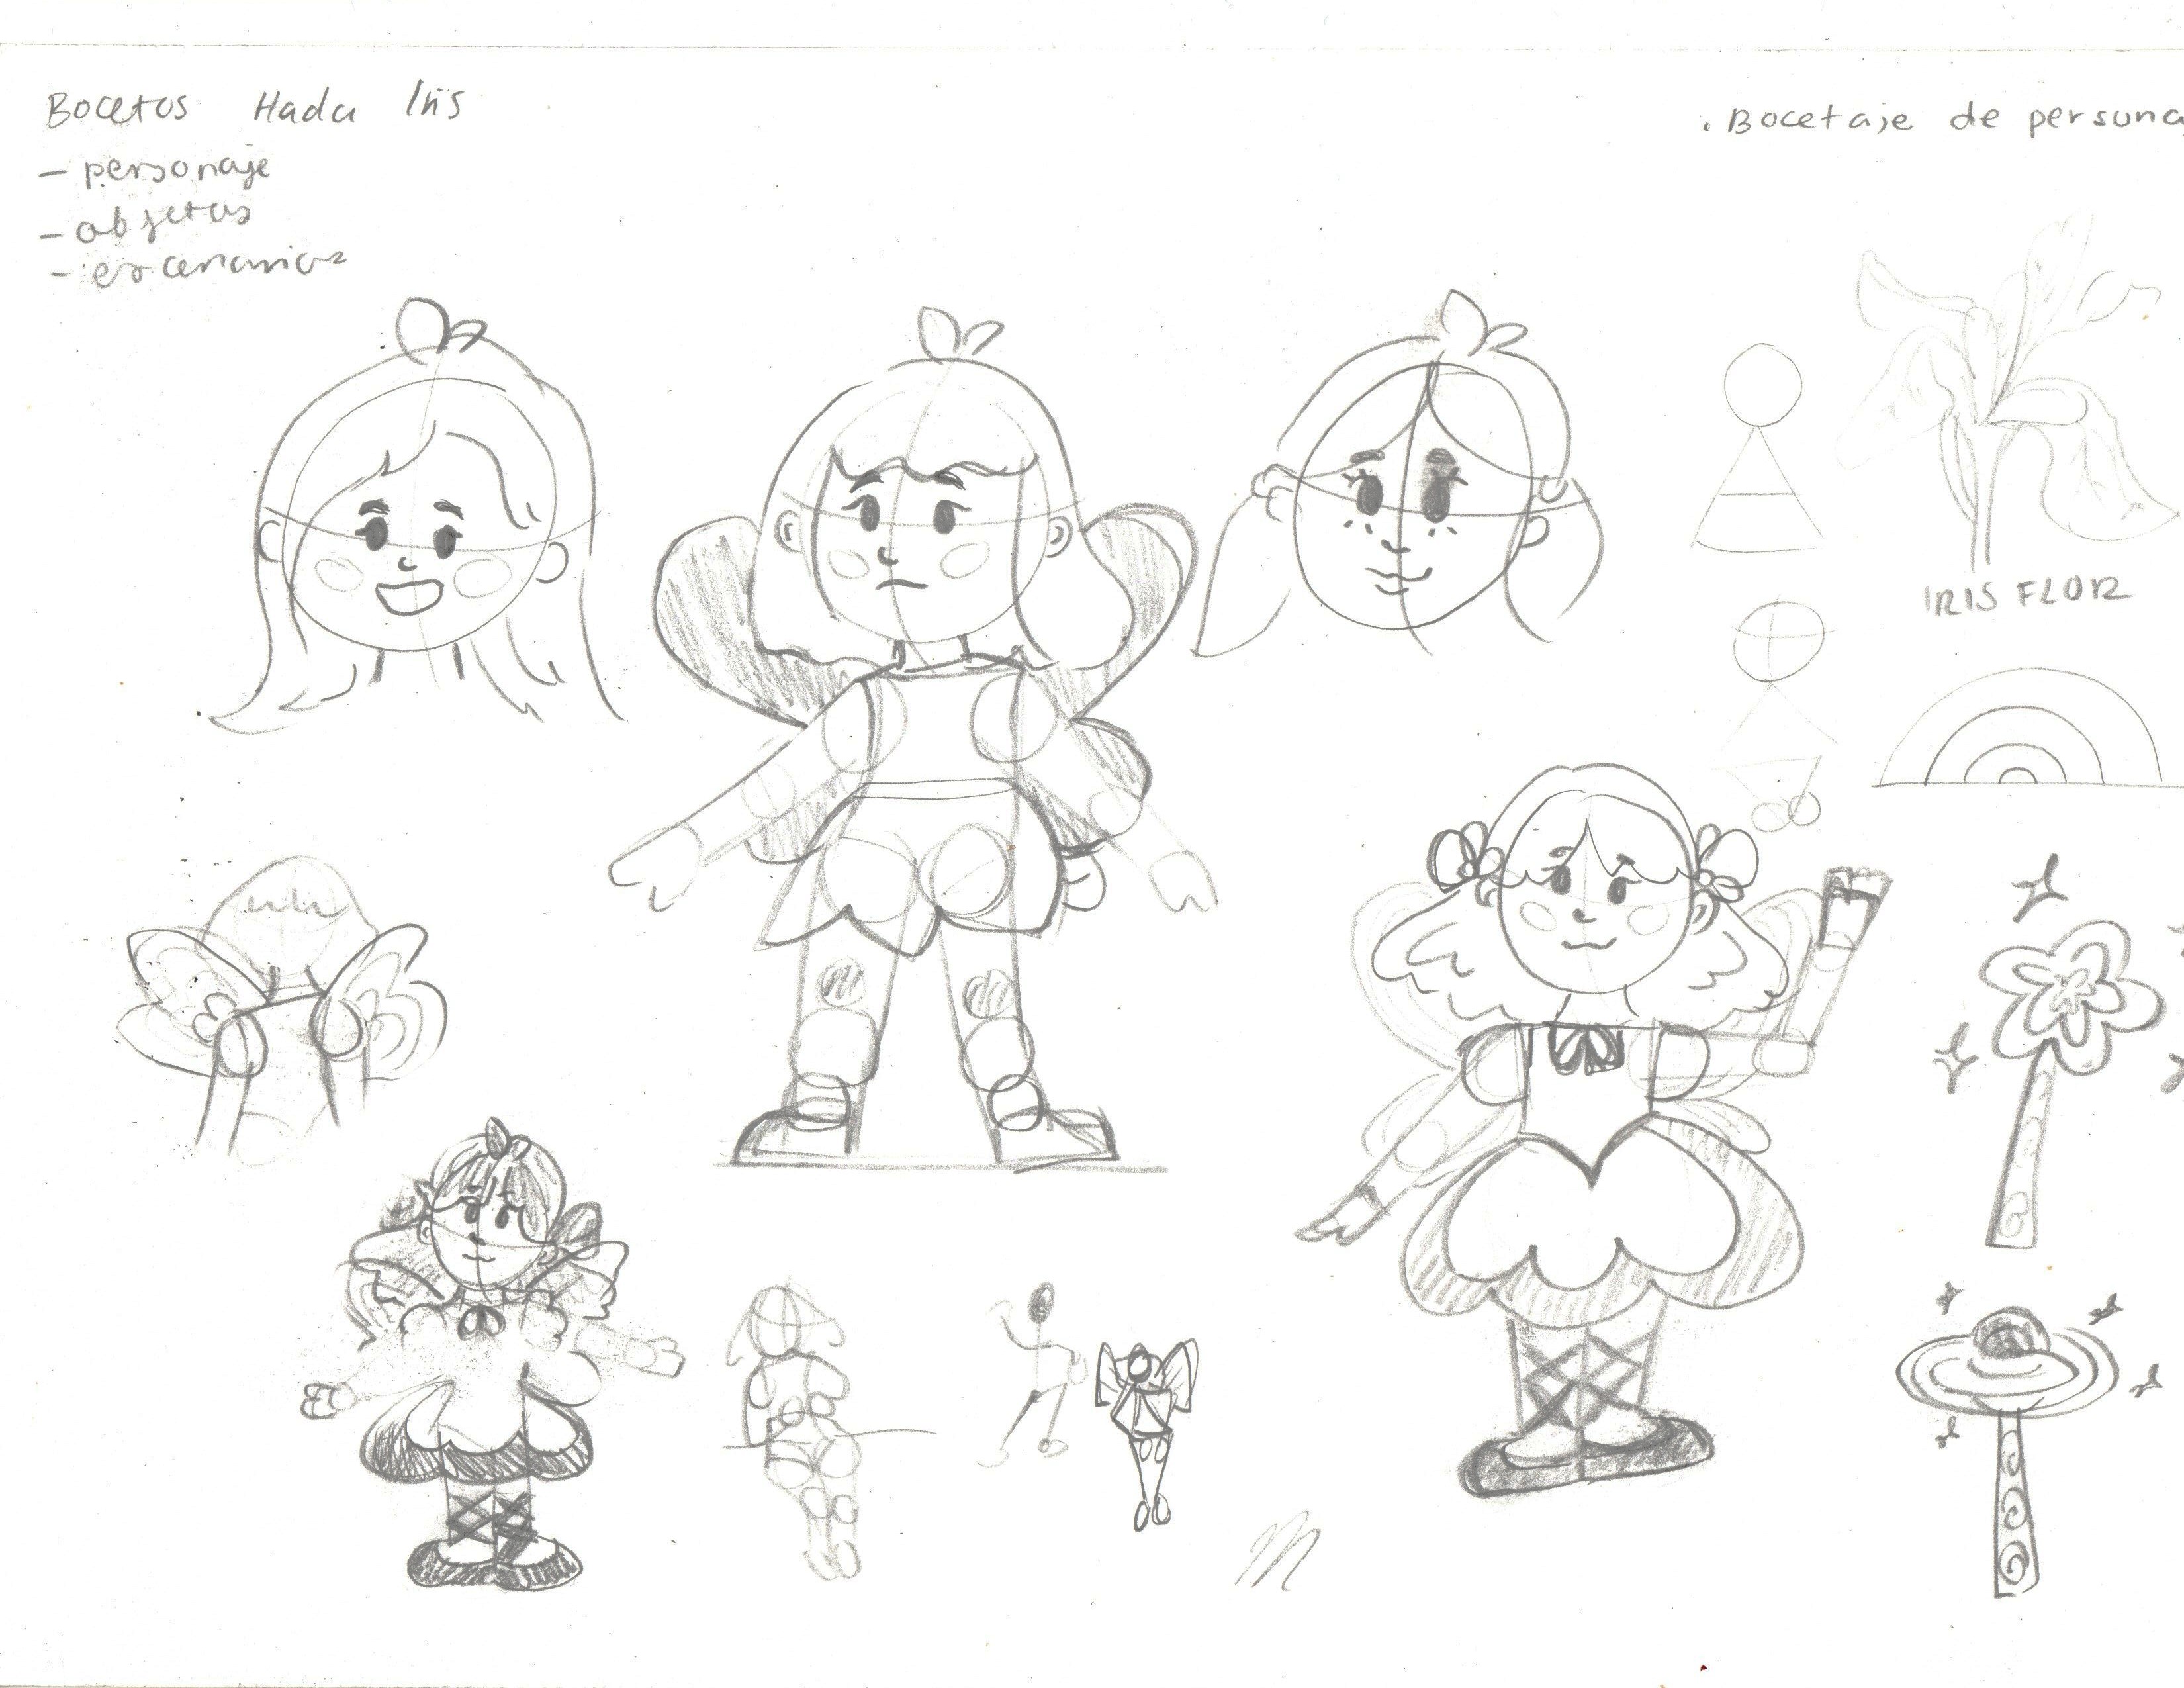 Bocetos Hada Iris
- personaje
- objetos
- escenarios
. Bocetaje de persona
IRIS FLOR